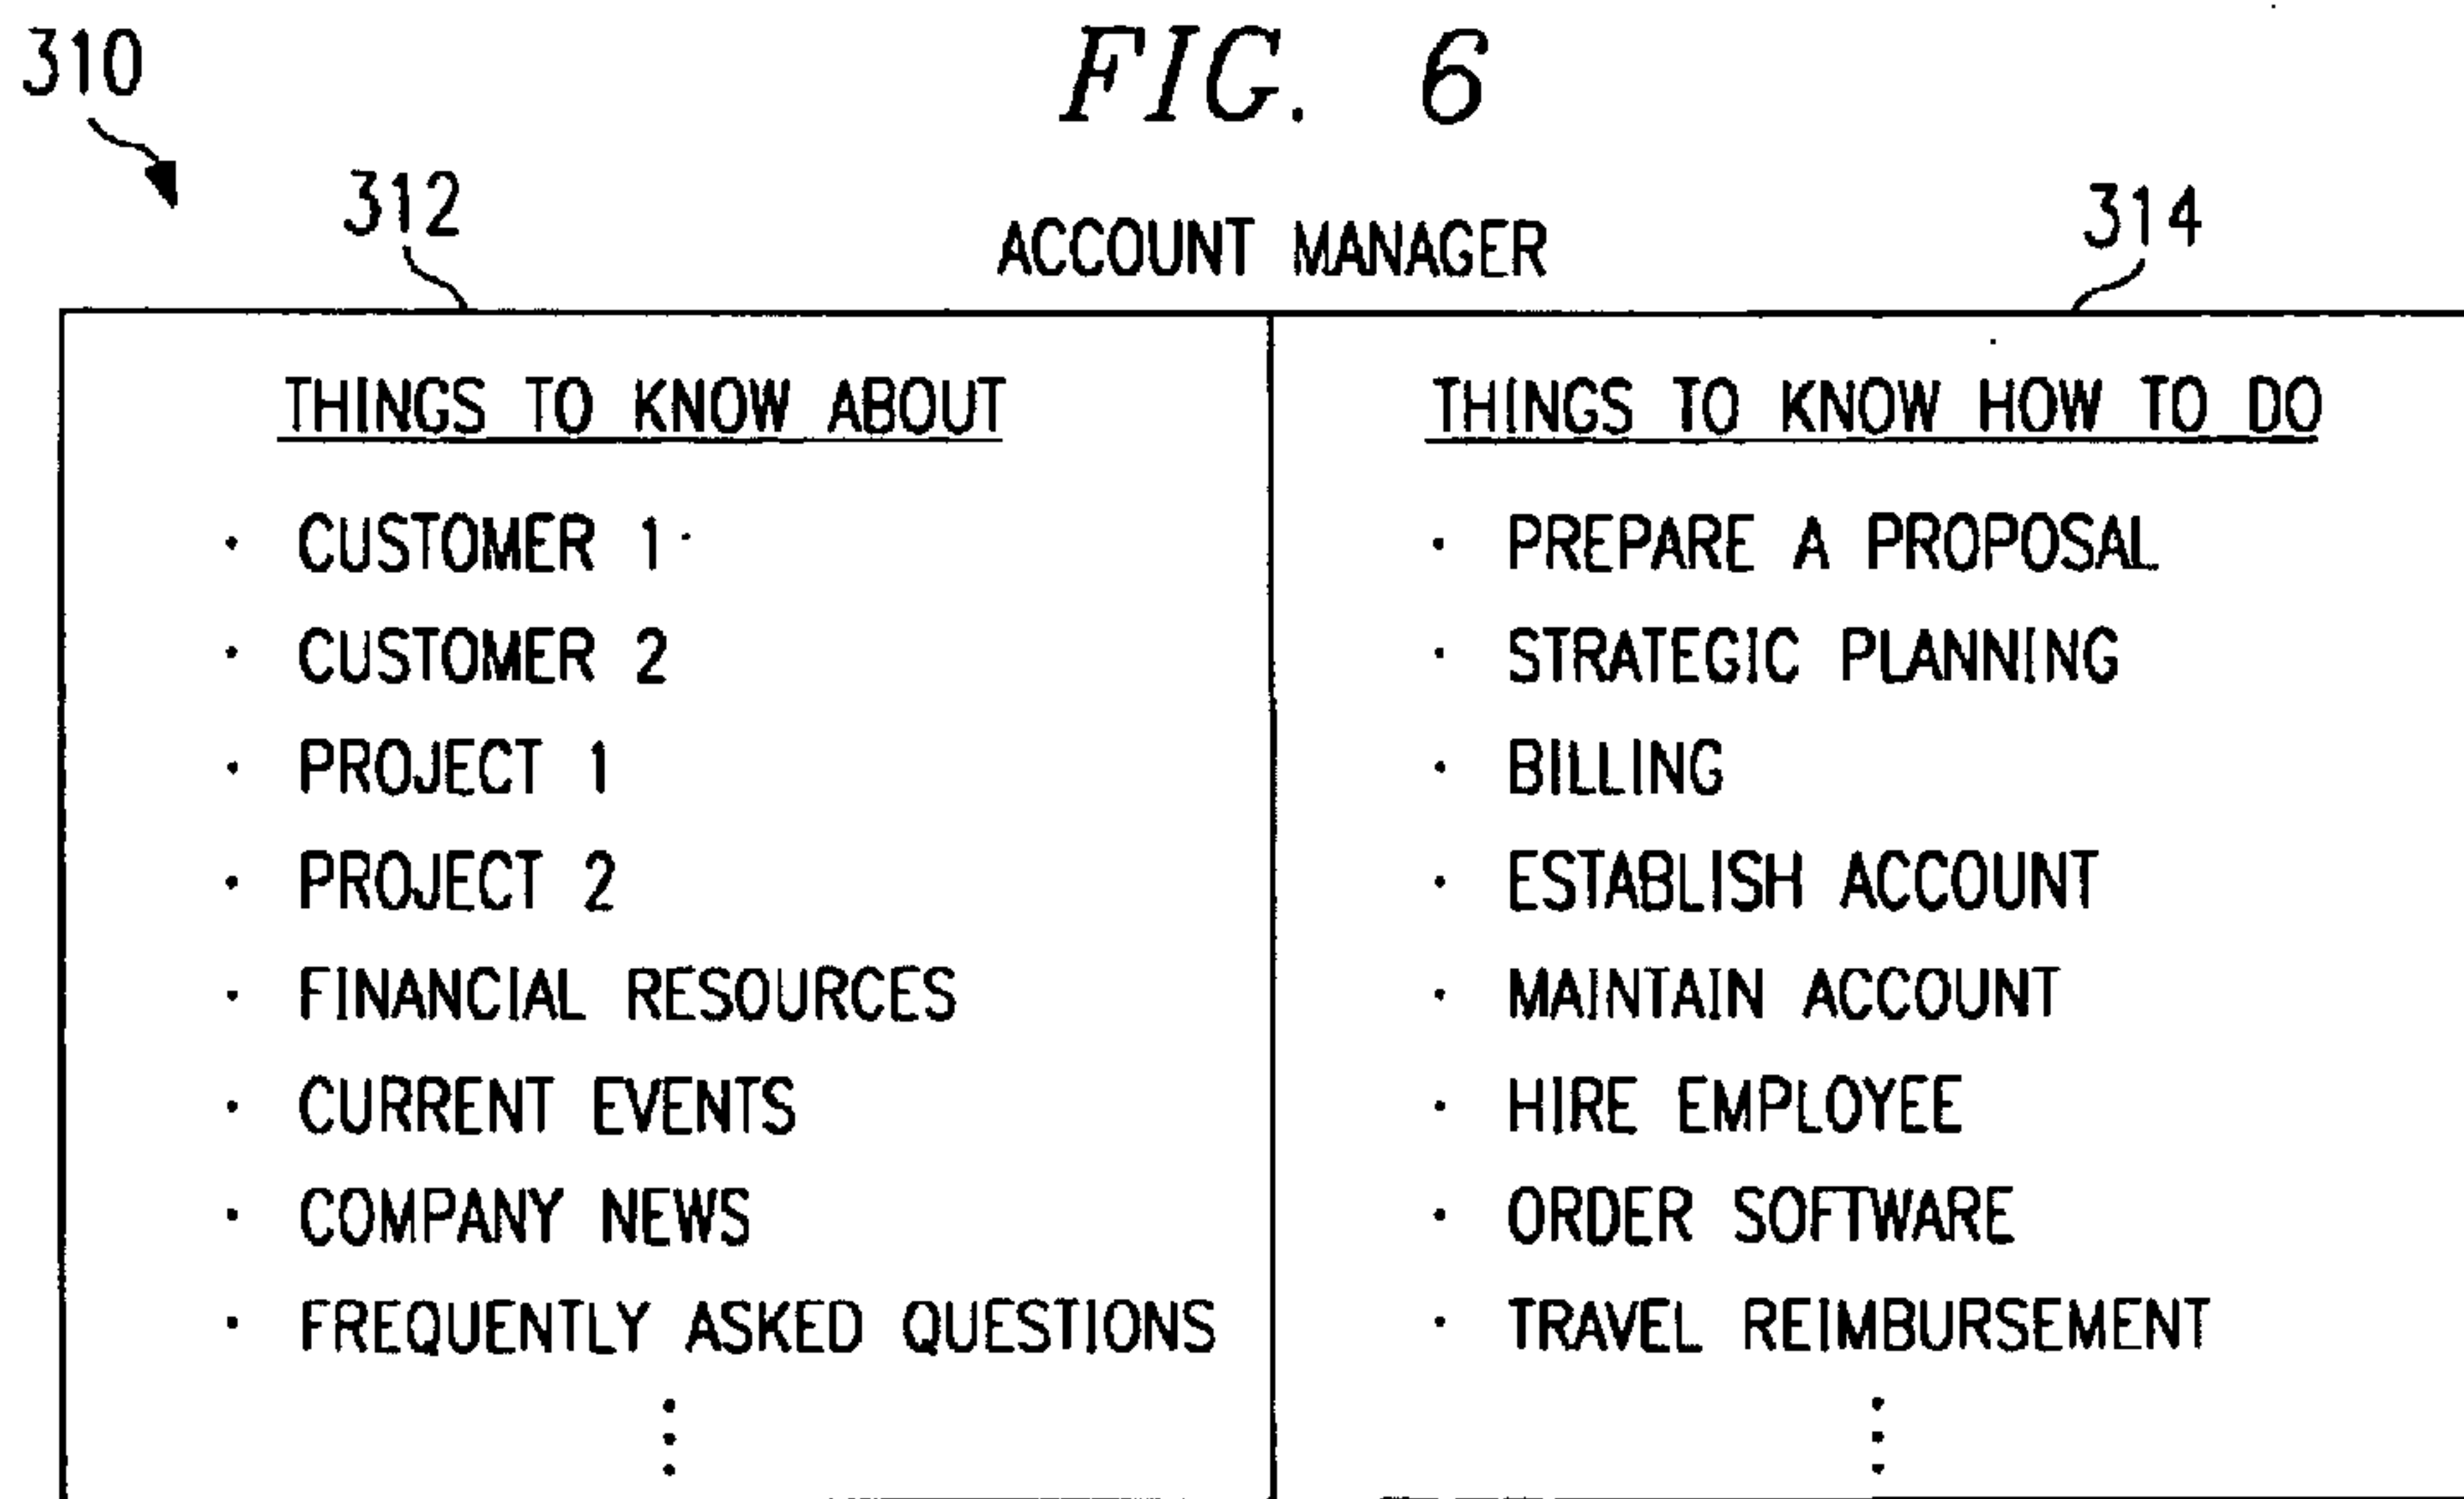 310
FIG. 6
312
ACCOUNT MANAGER
314
THINGS TO KNOW ABOUT
· CUSTOMER 1
· CUSTOMER 2
· PROJECT 1
· PROJECT 2
· FINANCIAL RESOURCES
· CURRENT EVENTS
· COMPANY NEWS
· FREQUENTLY ASKED QUESTIONS
THINGS TO KNOW HOW TO DO
· PREPARE A PROPOSAL
· STRATEGIC PLANNING
· BILLING
· ESTABLISH ACCOUNT
· MAINTAIN ACCOUNT
· HIRE EMPLOYEE
· ORDER SOFTWARE
· TRAVEL REIMBURSEMENT